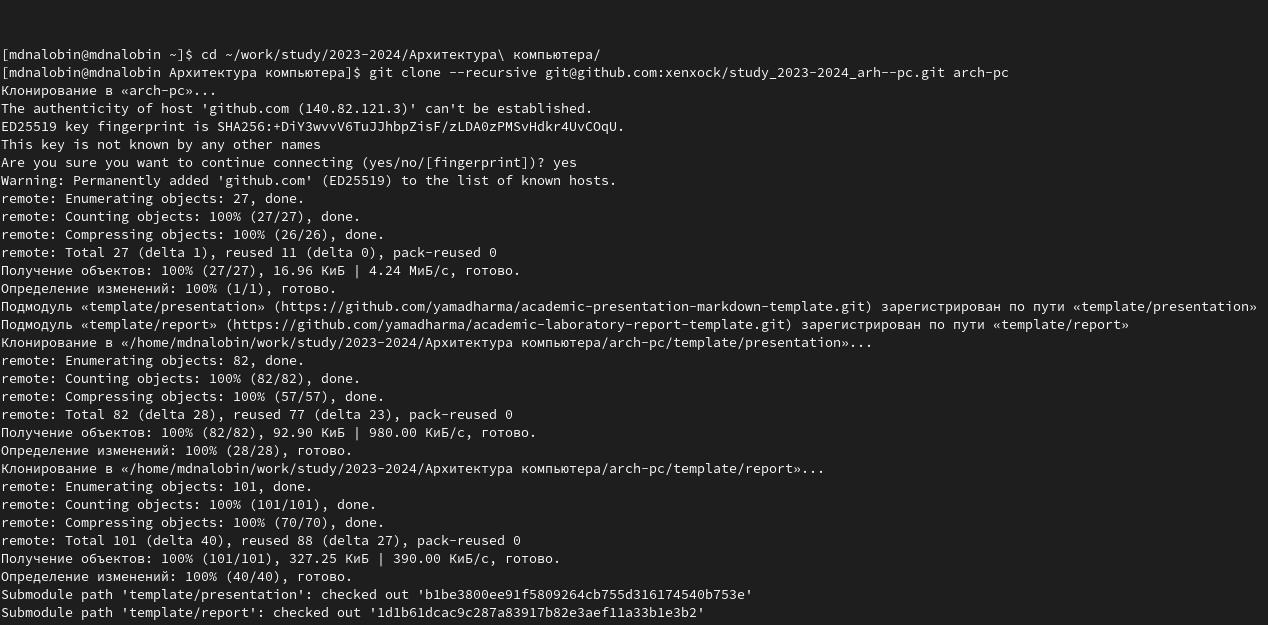 [mdnalobin@mdnalobin ~]$ cd ~/work/study/2023-2024/Архитектура\ компьютера/
[mdnalobin@mdnalobin Архитектура компьютера]$ git clone --recursive git@github.com:xenxock/study_2023-2024_arh--pc.git arch-pc
Клонирование в «arch-pc»...
The authenticity of host 'github.com (140.82.121.3)' can't be established.
ED25519 key fingerprint is SHA256:+DiY3wvvV6TuJJhbpZisF/zLDA0zPMSvHdkr4UvCOqU.
This key is not known by any other names
Are you sure you want to continue connecting (yes/no/[fingerprint])? yes
Warning: Permanently added 'github.com' (ED25519) to the list of known hosts.
remote: Enumerating objects: 27, done.
remote: Counting objects: 100% (27/27), done.
remote: Compressing objects: 100% (26/26), done.
remote: Total 27 (delta 1), reused 11 (delta 0), pack-reused 0
Получение объектов: 100% (27/27), 16.96 КиБ | 4.24 МиБ/с, готово.
Определение изменений: 100% (1/1), готово.
Подмодуль «template/presentation» (https://github.com/yamadharma/academic-presentation-markdown-template.git) зарегистрирован по пути «template/presentation»
Подмодуль «template/report» (https://github.com/yamadharma/academic-laboratory-report-template.git) зарегистрирован по пути «template/report»
Клонирование в «/home/mdnalobin/work/study/2023-2024/Архитектура компьютера/arch-pc/template/presentation»...
remote: Enumerating objects: 82, done.
remote: Counting objects: 100% (82/82), done.
remote: Compressing objects: 100% (57/57), done.
remote: Total 82 (delta 28), reused 77 (delta 23), pack-reused 0
Получение объектов: 100% (82/82), 92.90 КиБ | 980.00 КиБ/с, готово.
Определение изменений: 100% (28/28), готово.
Клонирование в «/home/mdnalobin/work/study/2023-2024/Архитектура компьютера/arch-pc/template/report»...
remote: Enumerating objects: 101, done.
remote: Counting objects: 100% (101/101), done.
remote: Compressing objects: 100% (70/70), done.
remote: Total 101 (delta 40), reused 88 (delta 27), pack-reused 0
Получение объектов: 100% (101/101), 327.25 КиБ | 390.00 КиБ/с, готово.
Определение изменений: 100% (40/40), готово.
Submodule path 'template/presentation': checked out 'b1be3800ee91f5809264cb755d316174540b753e'
Submodule path 'template/report': checked out '1d1b61dcac9c287a83917b82e3aef11a33b1e3b2'